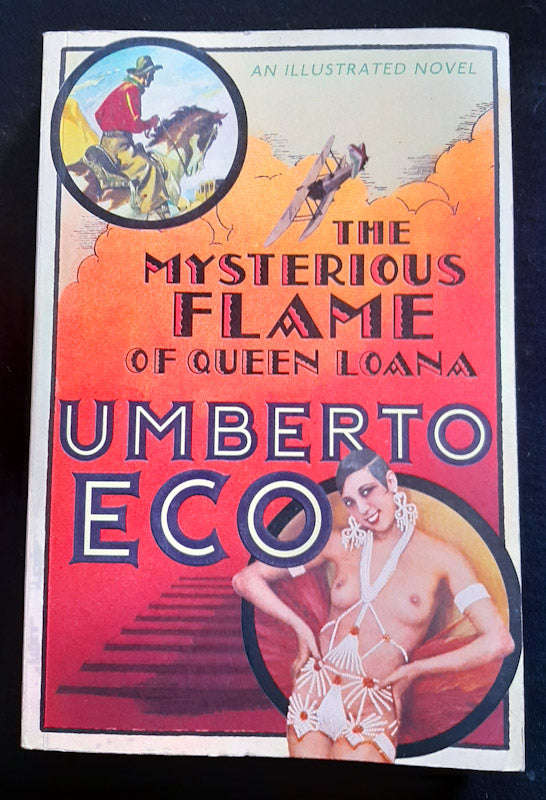 AN ILLUSTRATED NOVEL
THE
MYSTERIOUS
FLAME
OF QUEEN LOANA
UMBERTO
ECO